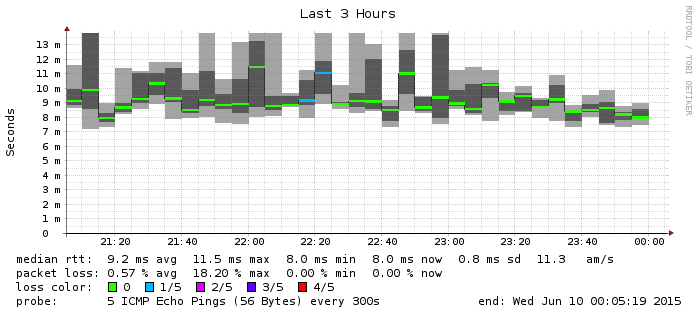 Last 3 Hours
RRDTOOL / TOBI OETIKER
Seconds
13 m
12 m
11 m
10 m
9 m
8 m
7 m
6 m
5 m
4 m
3 m
2 m
1 m
0
21:20 21:40 22:00 22:20 22:40 23:00 23:20 23:40 00:00
median rtt: 9.2 ms avg 11.5 ms max 8.0 ms min 8.0 ms now 0.8 ms sd 11.3 am/s
packet loss: 0.57 % avg 18.20 % max 0.00 % min 0.00 % now
loss color: 0 1/5 2/5 3/5 4/5
probe: 5 ICMP Echo Pings (56 Bytes) every 300s end: Wed Jun 10 00:05:19 2015